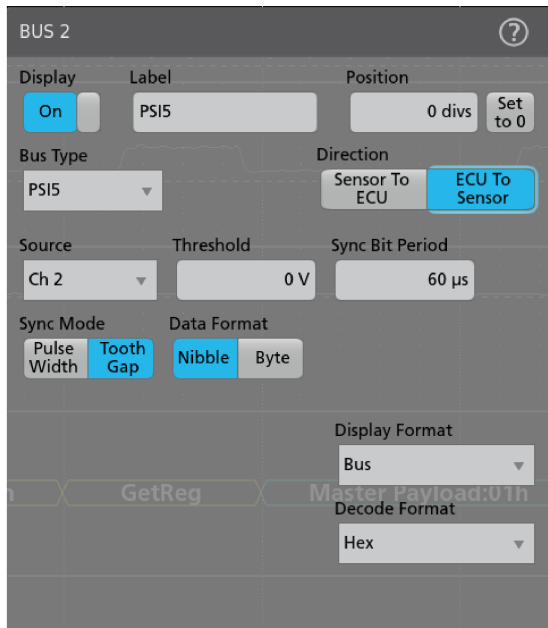 BUS 2 ?
Display Label Position
On PSI5 0 divs Set
to 0
Bus Type Direction
PSI5 Sensor To
ECU ECU To
Sensor
Source Threshold Sync Bit Period
Ch 2 0 V 60 µs
Sync Mode Data Format
Pulse
Width Tooth
Gap Nibble Byte
Display Format
Bus
GetReg Master Payload:01h
Decode Format
Hex